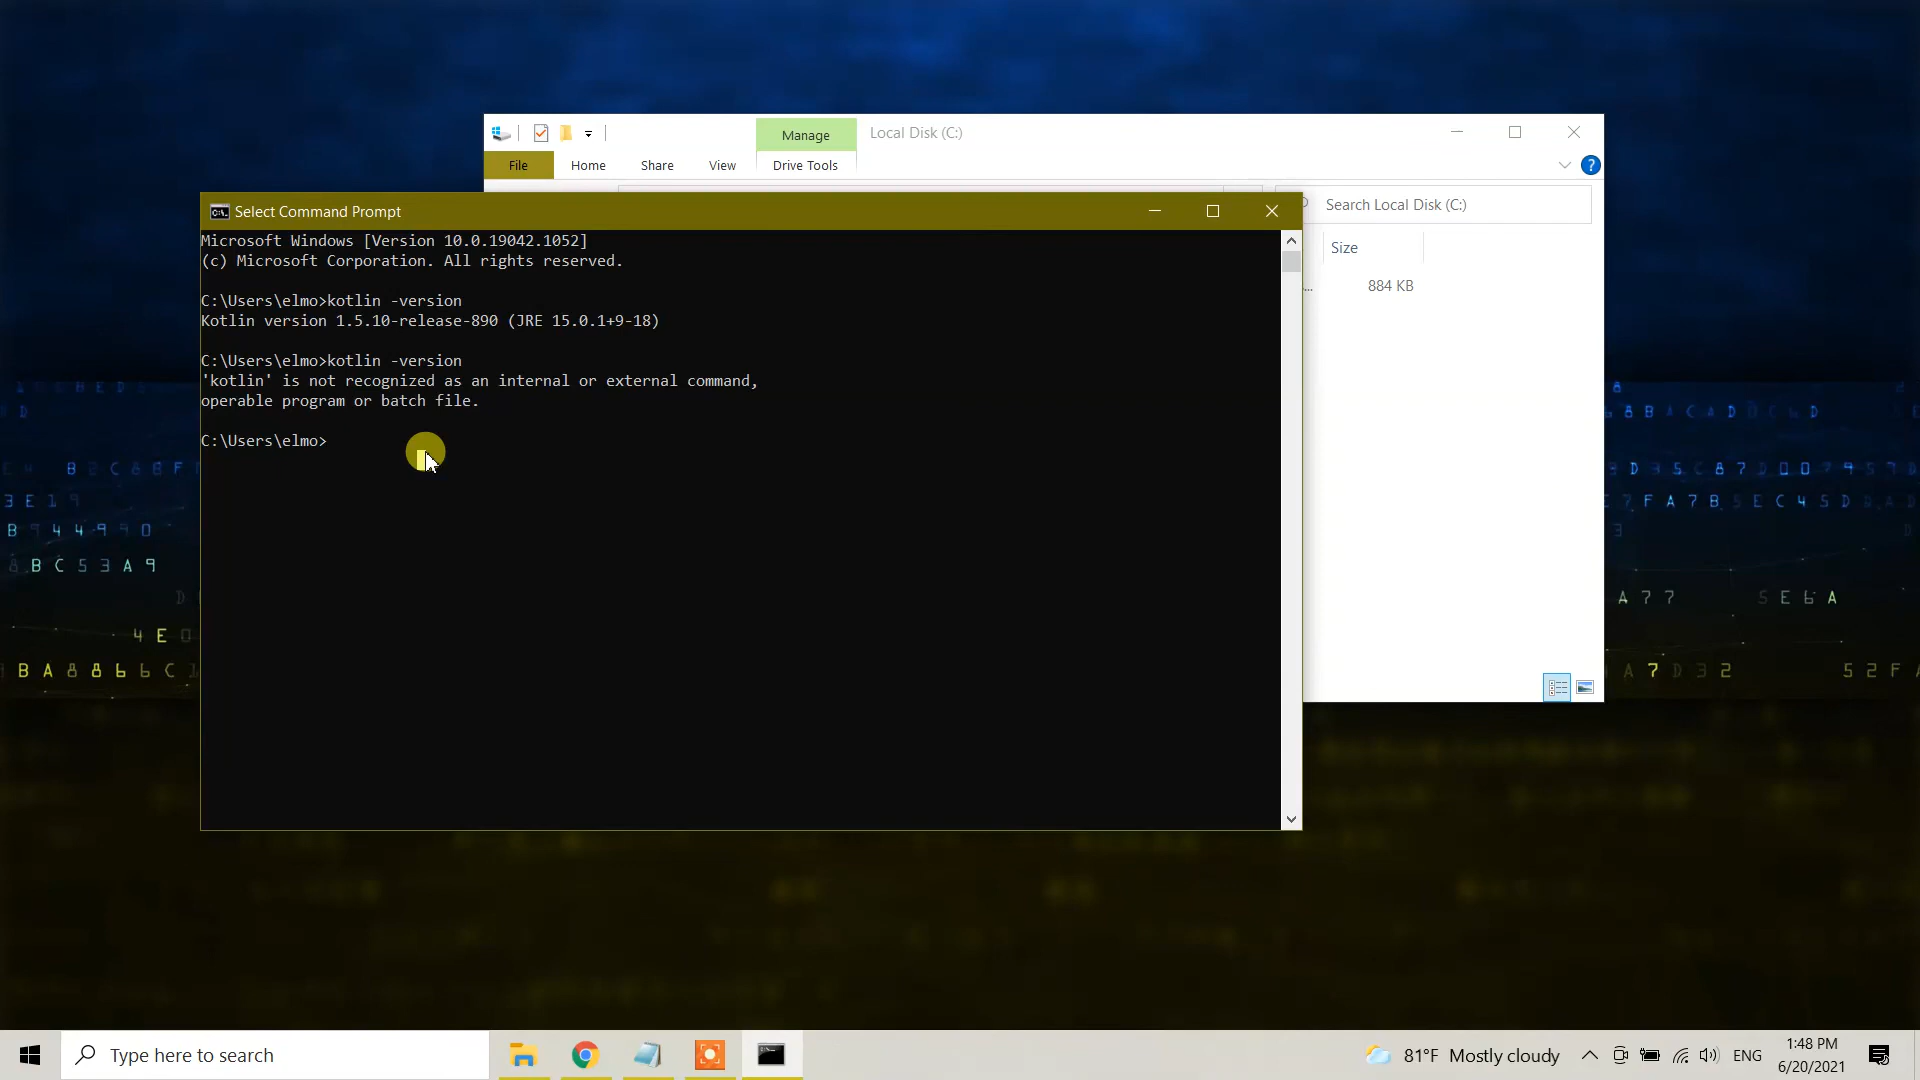 Manage
Local Disk (C:)
File
Home
Share
View
Drive Tools
Search Local Disk (C:)
Size
884 KB
Select Command Prompt
Microsoft Windows [Version 10.0.19042.1052]
(c) Microsoft Corporation. All rights reserved.
C:\Users\elmo>kotlin -version
Kotlin version 1.5.10-release-890 (JRE 15.0.1+9-18)
C:\Users\elmo>kotlin -version
'kotlin' is not recognized as an internal or external command,
operable program or batch file.
C:\Users\elmo>
Type here to search
81°F Mostly cloudy
ENG
1:48 PM
6/20/2021